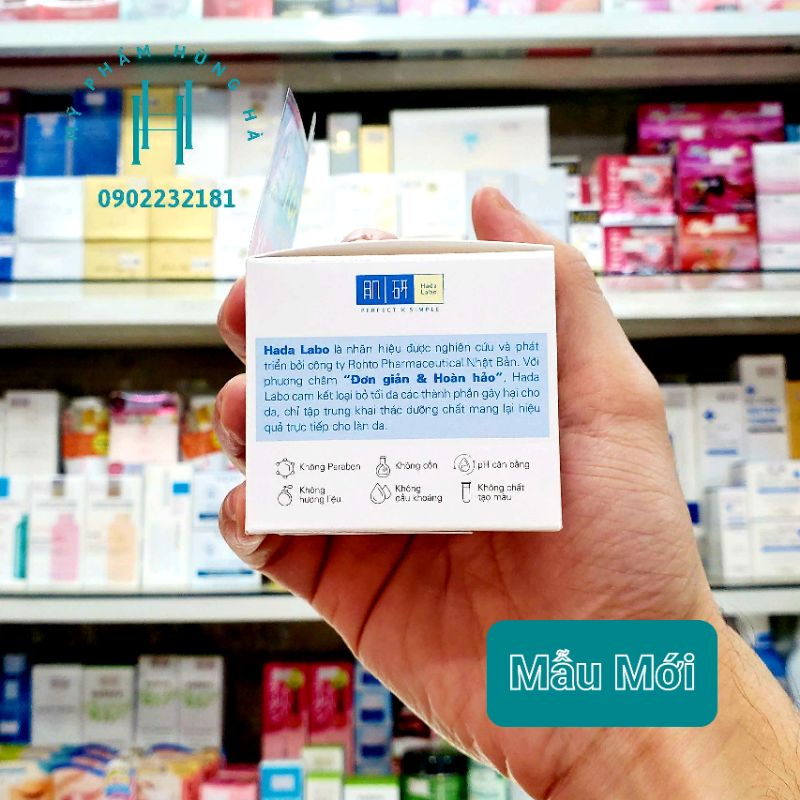 MỸ PHẨM HÙNG HÀ
H
0902232181
肌研
Hada
Labo
PERFECT X SIMPLE
Hada Labo là nhãn hiệu được nghiên cứu và phát
triển bởi công ty Rohto Pharmaceutical Nhật Bản. Với
phương châm "Đơn giản & Hoàn hảo", Hada
Labo cam kết loại bỏ tối đa các thành phần gây hại cho
da, chỉ tập trung khai thác dưỡng chất mang lại hiệu
quả trực tiếp cho làn da.
Không Paraben
Không cồn
pH cân bằng
Không
hương liệu
Không
dầu khoáng
Không chất
tạo màu
Mẫu Mới